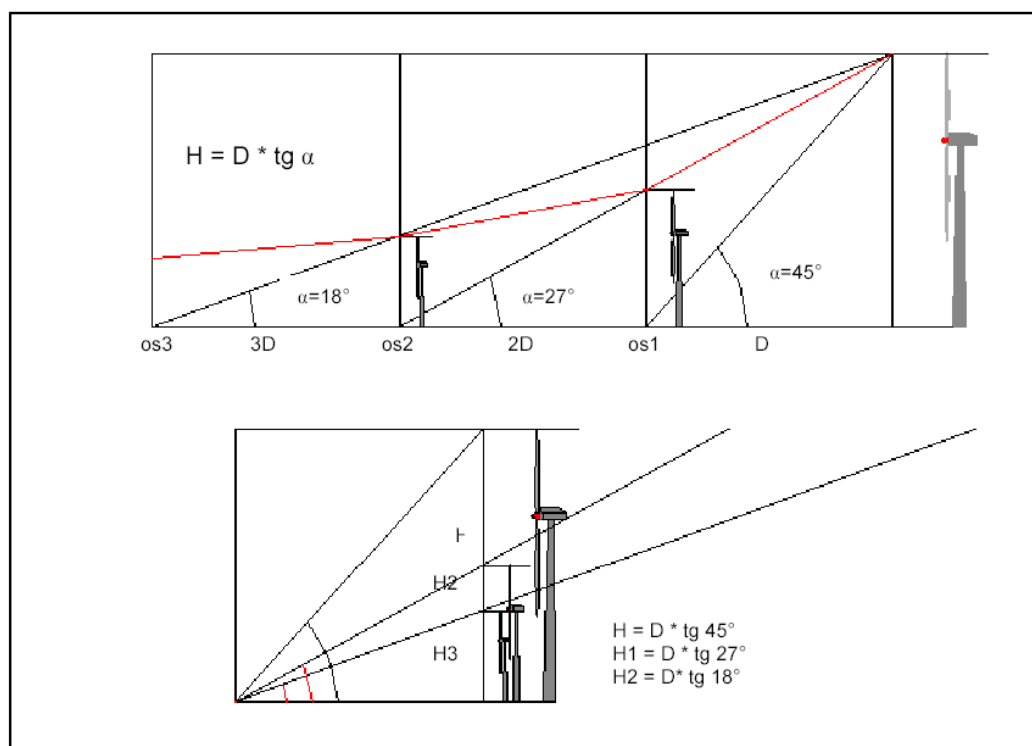 H = D * tg α
α=18°
α=27°
α=45°
os3 3D os2 2D os1 D
H
H2
H3
H = D * tg 45°
H1 = D * tg 27°
H2 = D* tg 18°